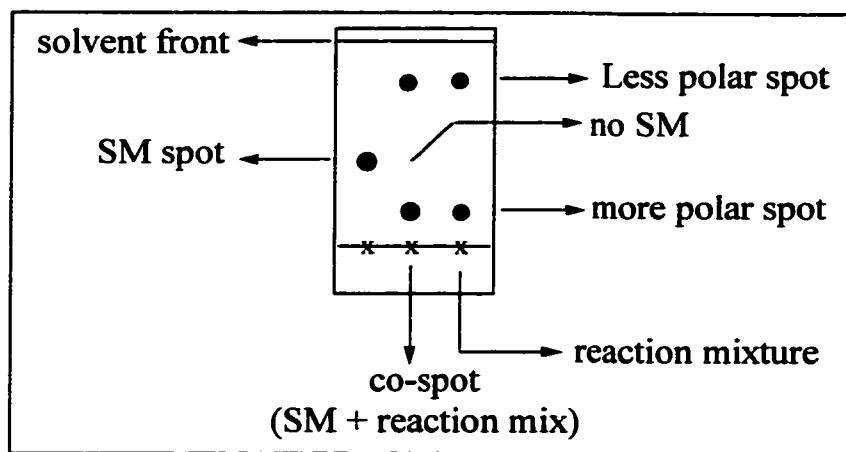 solvent front
Less polar spot
no SM
SM spot
more polar spot
x x x
reaction mixture
co-spot
(SM + reaction mix)